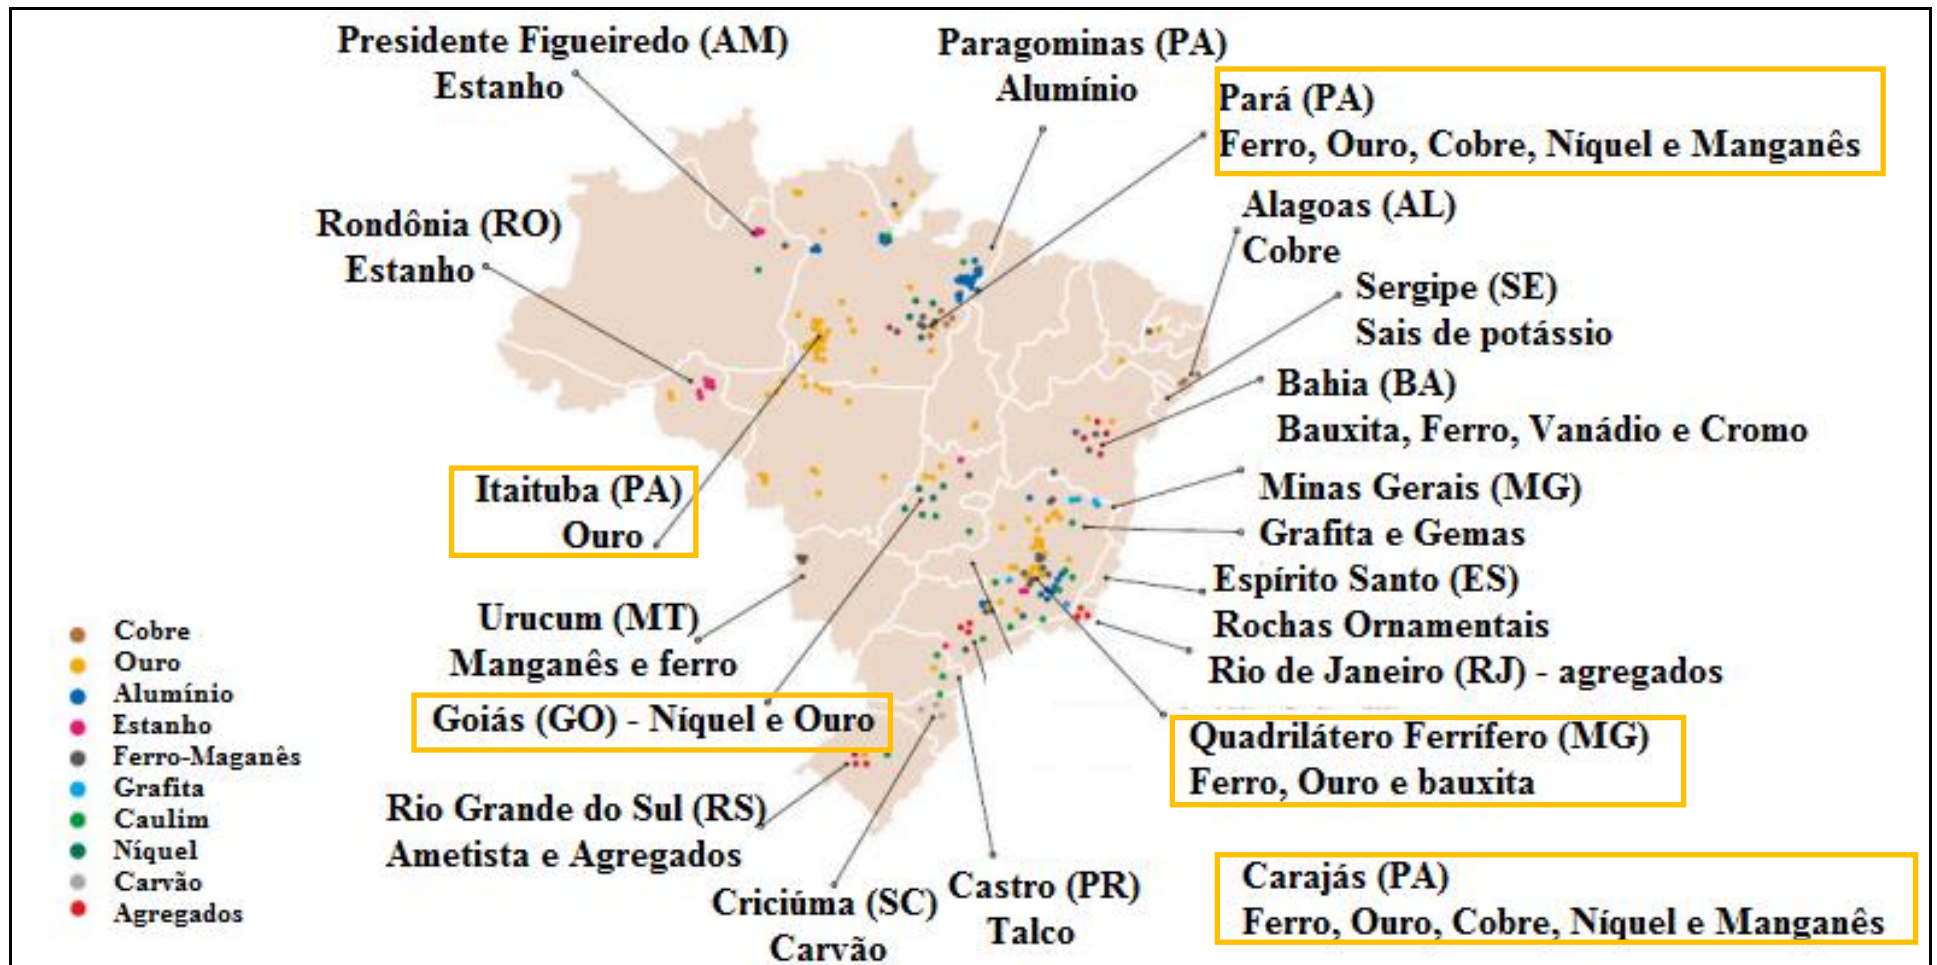 Presidente Figueiredo (AM)
Estanho
Paragominas (PA)
Alumínio
Pará (PA)
Ferro, Ouro, Cobre, Níquel e Manganês
Rondônia (RO)
Estanho
Alagoas (AL)
Cobre
Sergipe (SE)
Sais de potássio
Bahia (BA)
Bauxita, Ferro, Vanádio e Cromo
Itaituba (PA)
Ouro
Minas Gerais (MG)
Grafita e Gemas
Espírito Santo (ES)
Rochas Ornamentais
Rio de Janeiro (RJ) - agregados
Urucum (MT)
Manganês e ferro
Goiás (GO) - Níquel e Ouro
Quadrilátero Ferrífero (MG)
Ferro, Ouro e bauxita
Rio Grande do Sul (RS)
Ametista e Agregados
Criciúma (SC)
Carvão
Castro (PR)
Talco
Carajás (PA)
Ferro, Ouro, Cobre, Níquel e Manganês
Cobre
Ouro
Alumínio
Estanho
Ferro-Maganês
Grafita
Caulim
Níquel
Carvão
Agregados